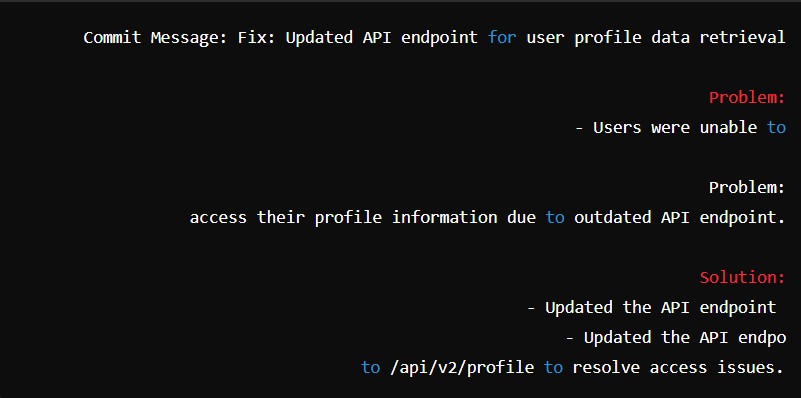 Commit Message: Fix: Updated API endpoint for user profile data retrieval
Problem:
- Users were unable to
Problem:
access their profile information due to outdated API endpoint.
Solution:
- Updated the API endpoint
- Updated the API endpo
to /api/v2/profile to resolve access issues.